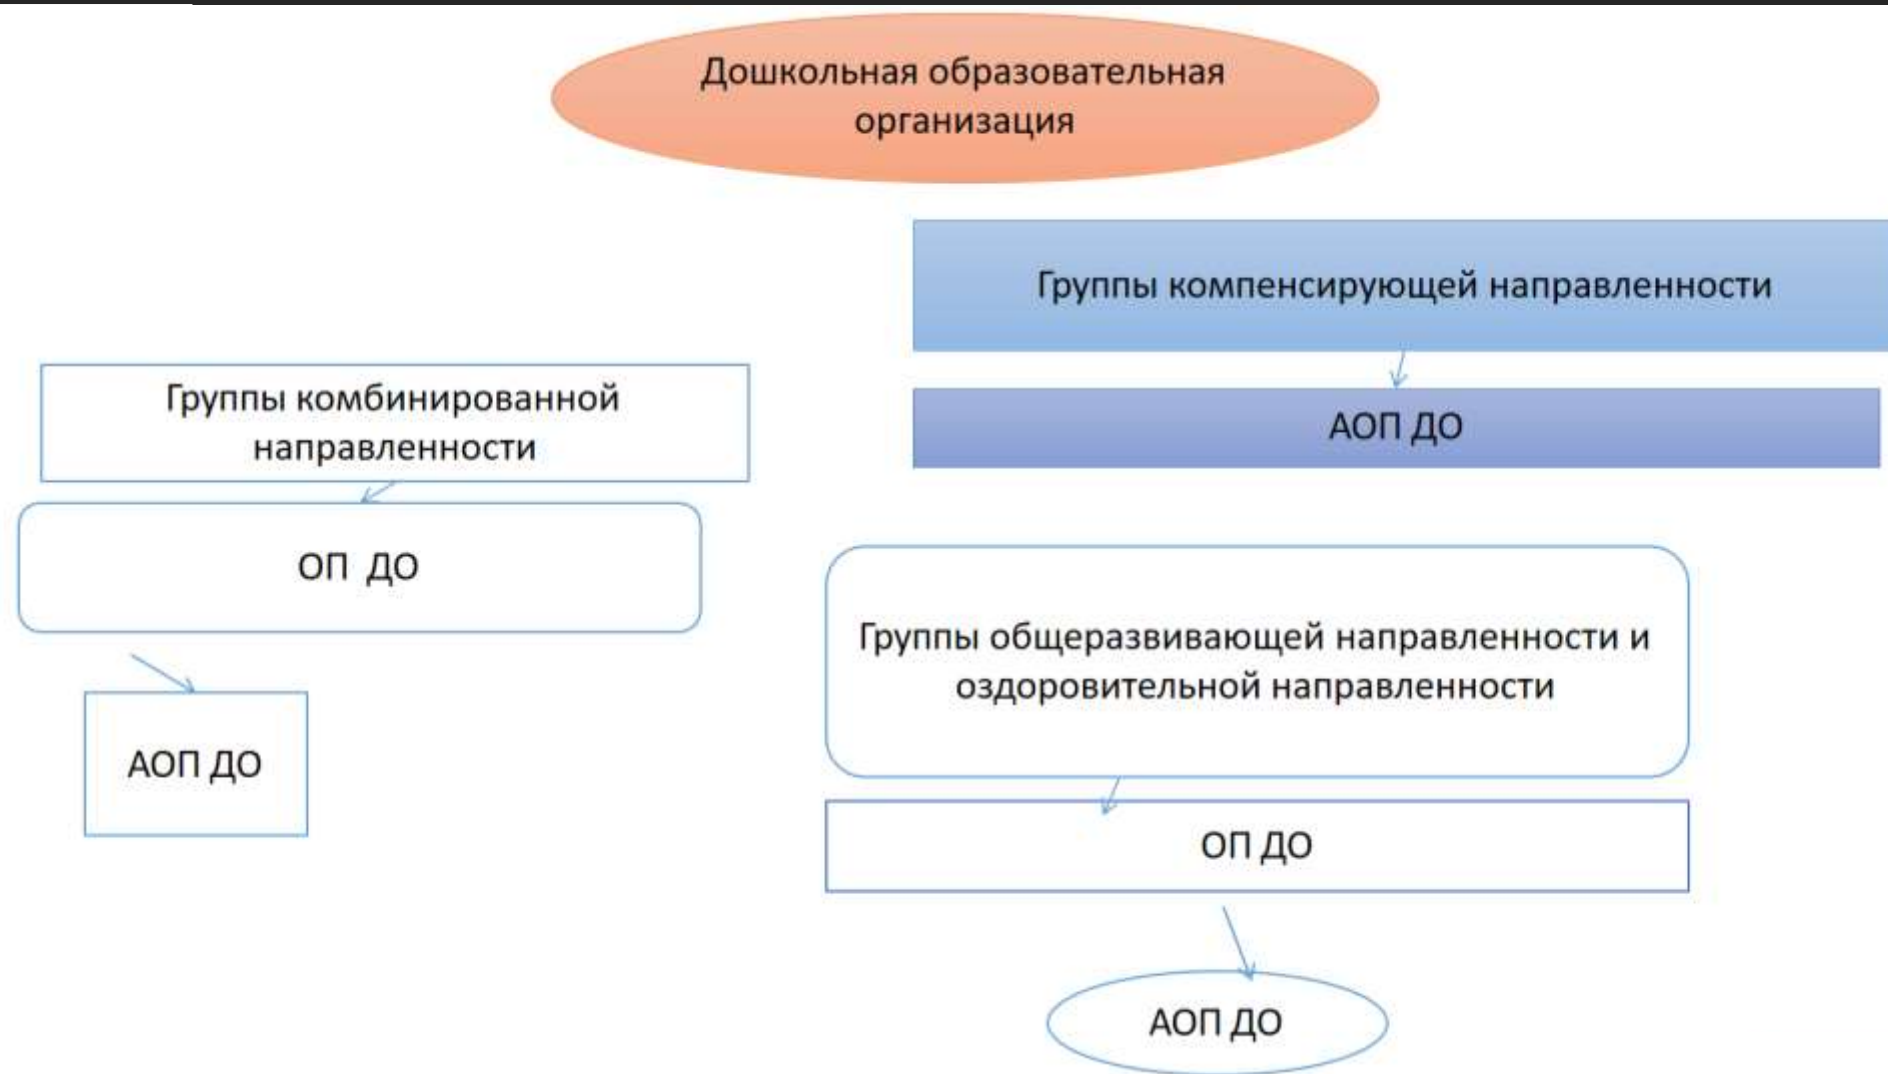 Дошкольная образовательная
организация
Группы компенсирующей направленности
АОП ДО
Группы комбинированной
направленности
ОП ДО
АОП ДО
Группы общеразвивающей направленности и
оздоровительной направленности
ОП ДО
АОП ДО